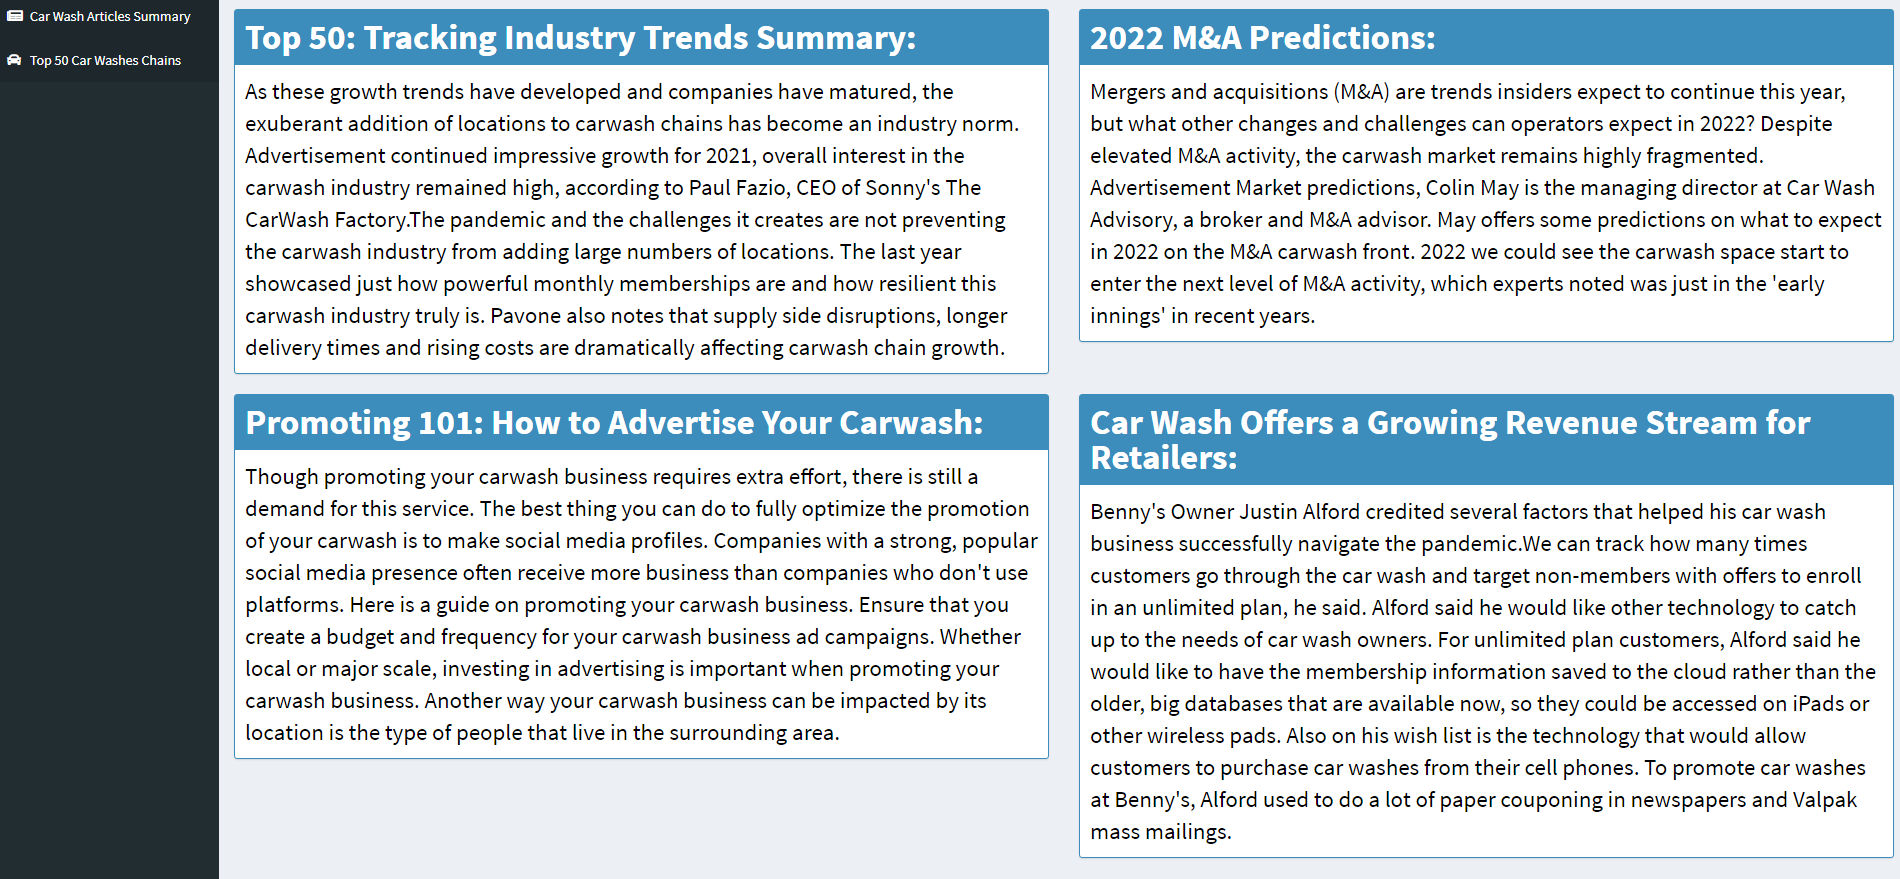 Car Wash Articles Summary
Top 50 Car Washes Chains
Top 50: Tracking Industry Trends Summary:
As these growth trends have developed and companies have matured, the
exuberant addition of locations to carwash chains has become an industry norm.
Advertisement continued impressive growth for 2021, overall interest in the
carwash industry remained high, according to Paul Fazio, CEO of Sonny's The
CarWash Factory.The pandemic and the challenges it creates are not preventing
the carwash industry from adding large numbers of locations. The last year
showcased just how powerful monthly memberships are and how resilient this
carwash industry truly is. Pavone also notes that supply side disruptions, longer
delivery times and rising costs are dramatically affecting carwash chain growth.
2022 M&A Predictions:
Mergers and acquisitions (M&A) are trends insiders expect to continue this year,
but what other changes and challenges can operators expect in 2022? Despite
elevated M&A activity, the carwash market remains highly fragmented.
Advertisement Market predictions, Colin May is the managing director at Car Wash
Advisory, a broker and M&A advisor. May offers some predictions on what to expect
in 2022 on the M&A carwash front. 2022 we could see the carwash space start to
enter the next level of M&A activity, which experts noted was just in the 'early
innings' in recent years.
Promoting 101: How to Advertise Your Carwash:
Though promoting your carwash business requires extra effort, there is still a
demand for this service. The best thing you can do to fully optimize the promotion
of your carwash is to make social media profiles. Companies with a strong, popular
social media presence often receive more business than companies who don't use
platforms. Here is a guide on promoting your carwash business. Ensure that you
create a budget and frequency for your carwash business ad campaigns. Whether
local or major scale, investing in advertising is important when promoting your
carwash business. Another way your carwash business can be impacted by its
location is the type of people that live in the surrounding area.
Car Wash Offers a Growing Revenue Stream for
Retailers:
Benny's Owner Justin Alford credited several factors that helped his car wash
business successfully navigate the pandemic.We can track how many times
customers go through the car wash and target non-members with offers to enroll
in an unlimited plan, he said. Alford said he would like other technology to catch
up to the needs of car wash owners. For unlimited plan customers, Alford said he
would like to have the membership information saved to the cloud rather than the
older, big databases that are available now, so they could be accessed on iPads or
other wireless pads. Also on his wish list is the technology that would allow
customers to purchase car washes from their cell phones. To promote car washes
at Benny's, Alford used to do a lot of paper couponing in newspapers and Valpak
mass mailings.